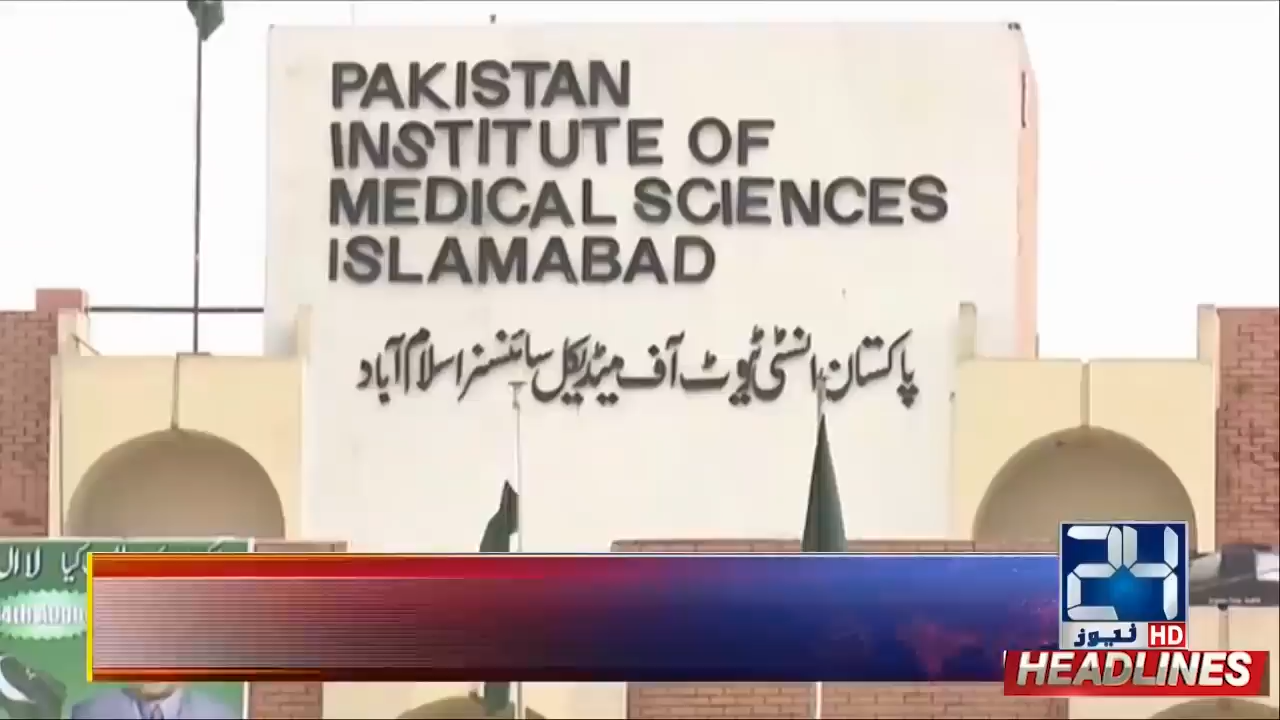 PAKISTAN
INSTITUTE OF
MEDICAL SCIENCES
ISLAMABAD
پاکستان انسٹی ٹیوٹ آف میڈیکل سائنسز اسلام آباد
24
نیوز HD
HEADLINES